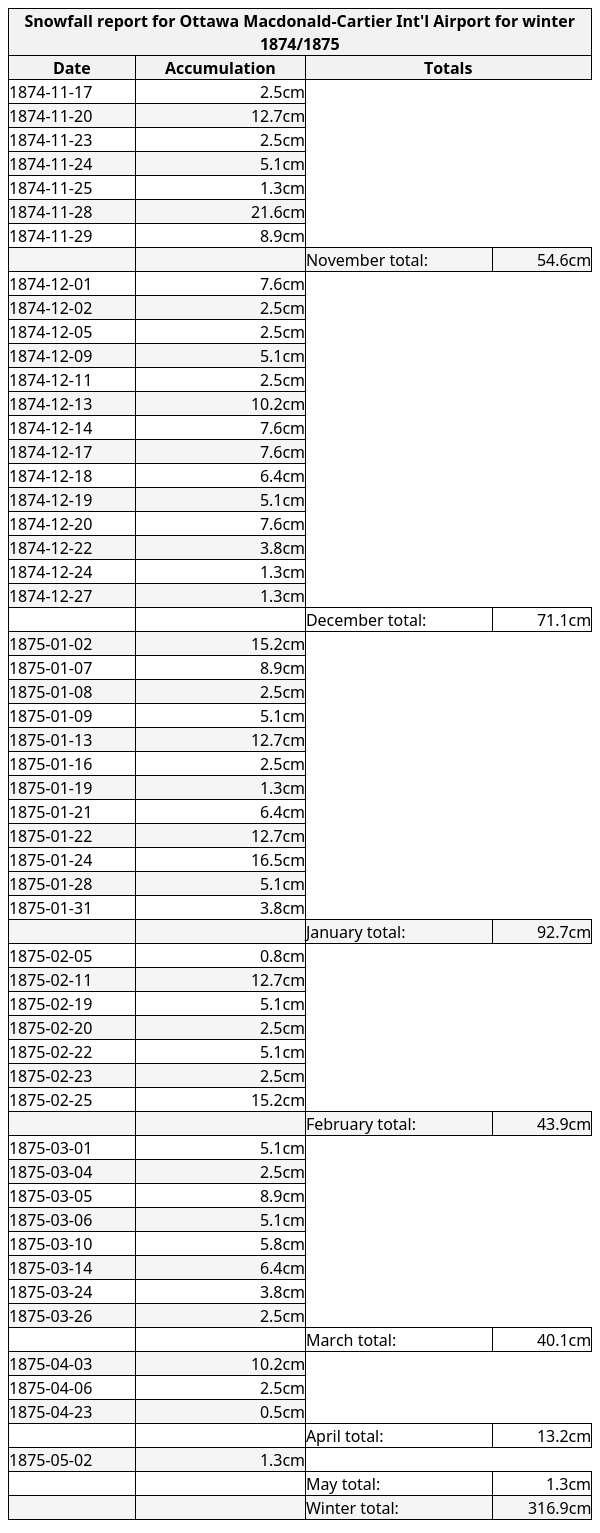 Snowfall report for Ottawa Macdonald-Cartier Int'l Airport for winter
1874/1875
Date Accumulation Totals
1874-11-17 2.5cm
1874-11-20 12.7cm
1874-11-23 2.5cm
1874-11-24 5.1cm
1874-11-25 1.3cm
1874-11-28 21.6cm
1874-11-29 8.9cm
November total: 54.6cm
1874-12-01 7.6cm
1874-12-02 2.5cm
1874-12-05 2.5cm
1874-12-09 5.1cm
1874-12-11 2.5cm
1874-12-13 10.2cm
1874-12-14 7.6cm
1874-12-17 7.6cm
1874-12-18 6.4cm
1874-12-19 5.1cm
1874-12-20 7.6cm
1874-12-22 3.8cm
1874-12-24 1.3cm
1874-12-27 1.3cm
December total: 71.1cm
1875-01-02 15.2cm
1875-01-07 8.9cm
1875-01-08 2.5cm
1875-01-09 5.1cm
1875-01-13 12.7cm
1875-01-16 2.5cm
1875-01-19 1.3cm
1875-01-21 6.4cm
1875-01-22 12.7cm
1875-01-24 16.5cm
1875-01-28 5.1cm
1875-01-31 3.8cm
January total: 92.7cm
1875-02-05 0.8cm
1875-02-11 12.7cm
1875-02-19 5.1cm
1875-02-20 2.5cm
1875-02-22 5.1cm
1875-02-23 2.5cm
1875-02-25 15.2cm
February total: 43.9cm
1875-03-01 5.1cm
1875-03-04 2.5cm
1875-03-05 8.9cm
1875-03-06 5.1cm
1875-03-10 5.8cm
1875-03-14 6.4cm
1875-03-24 3.8cm
1875-03-26 2.5cm
March total: 40.1cm
1875-04-03 10.2cm
1875-04-06 2.5cm
1875-04-23 0.5cm
April total: 13.2cm
1875-05-02 1.3cm
May total: 1.3cm
Winter total: 316.9cm